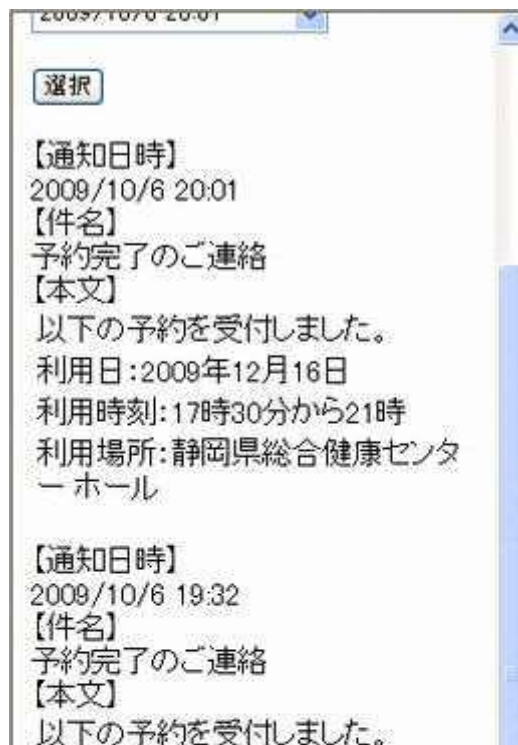 2009/10/6 20:01
選択
【通知日時】
2009/10/6 20:01
【件名】
予約完了のご連絡
【本文】
以下の予約を受付しました。
利用日:2009年12月16日
利用時刻:17時30分から21時
利用場所:静岡県総合健康センタ
ー ホール
【通知日時】
2009/10/6 19:32
【件名】
予約完了のご連絡
【本文】
以下の予約を受付しました。